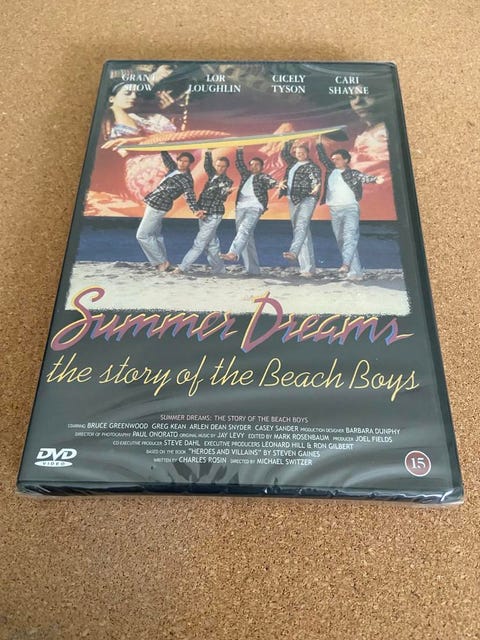 GRANT SHOW
LOR LOUGHLIN
CICELY TYSON
CARI SHAYNE
Summer Dreams
the story of the Beach Boys
SUMMER DREAMS: THE STORY OF THE BEACH BOYS
STARRING BRUCE GREENWOOD GREG KEAN ARLEN DEAN SNYDER CASEY SANDER PRODUCTION DESIGNER BARBARA DUNPHY
DIRECTOR OF PHOTOGRAPHY PAUL ONORATO ORIGINAL MUSIC BY JAY LEVY EDITED BY MARK ROSENBAUM PRODUCER JOEL FIELDS
CO EXECUTIVE PRODUCER STEVE DAHL EXECUTIVE PRODUCERS LEONARD HILL & RON GILBERT
BASED ON THE BOOK "HEROES AND VILLAINS" BY STEVEN GAINES
WRITTEN BY CHARLES ROSIN DIRECTED BY MICHAEL SWITZER
DVD
VIDEO
15